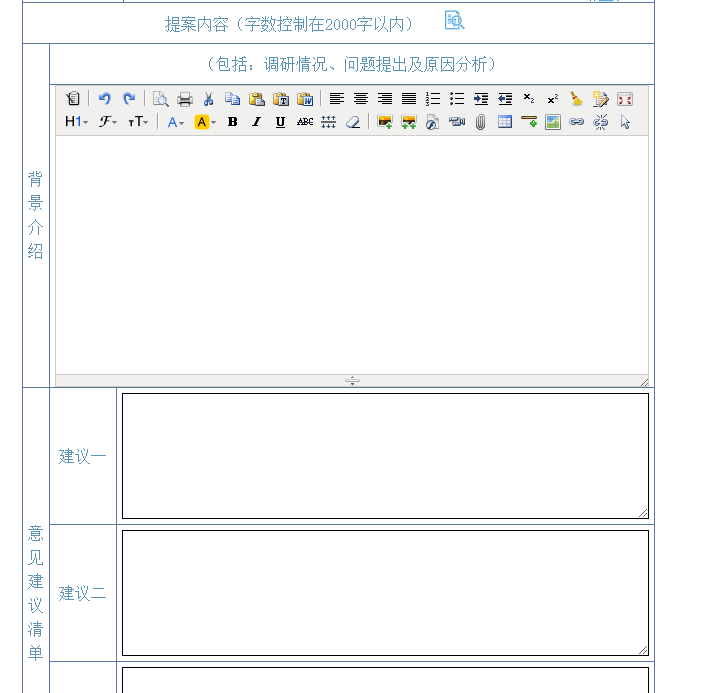 提案内容（字数控制在2000字以内）
（包括：调研情况、问题提出及原因分析）
H1 ℱ тT A A B I U ABC
背景介绍
建议一
意见建议清单
建议二